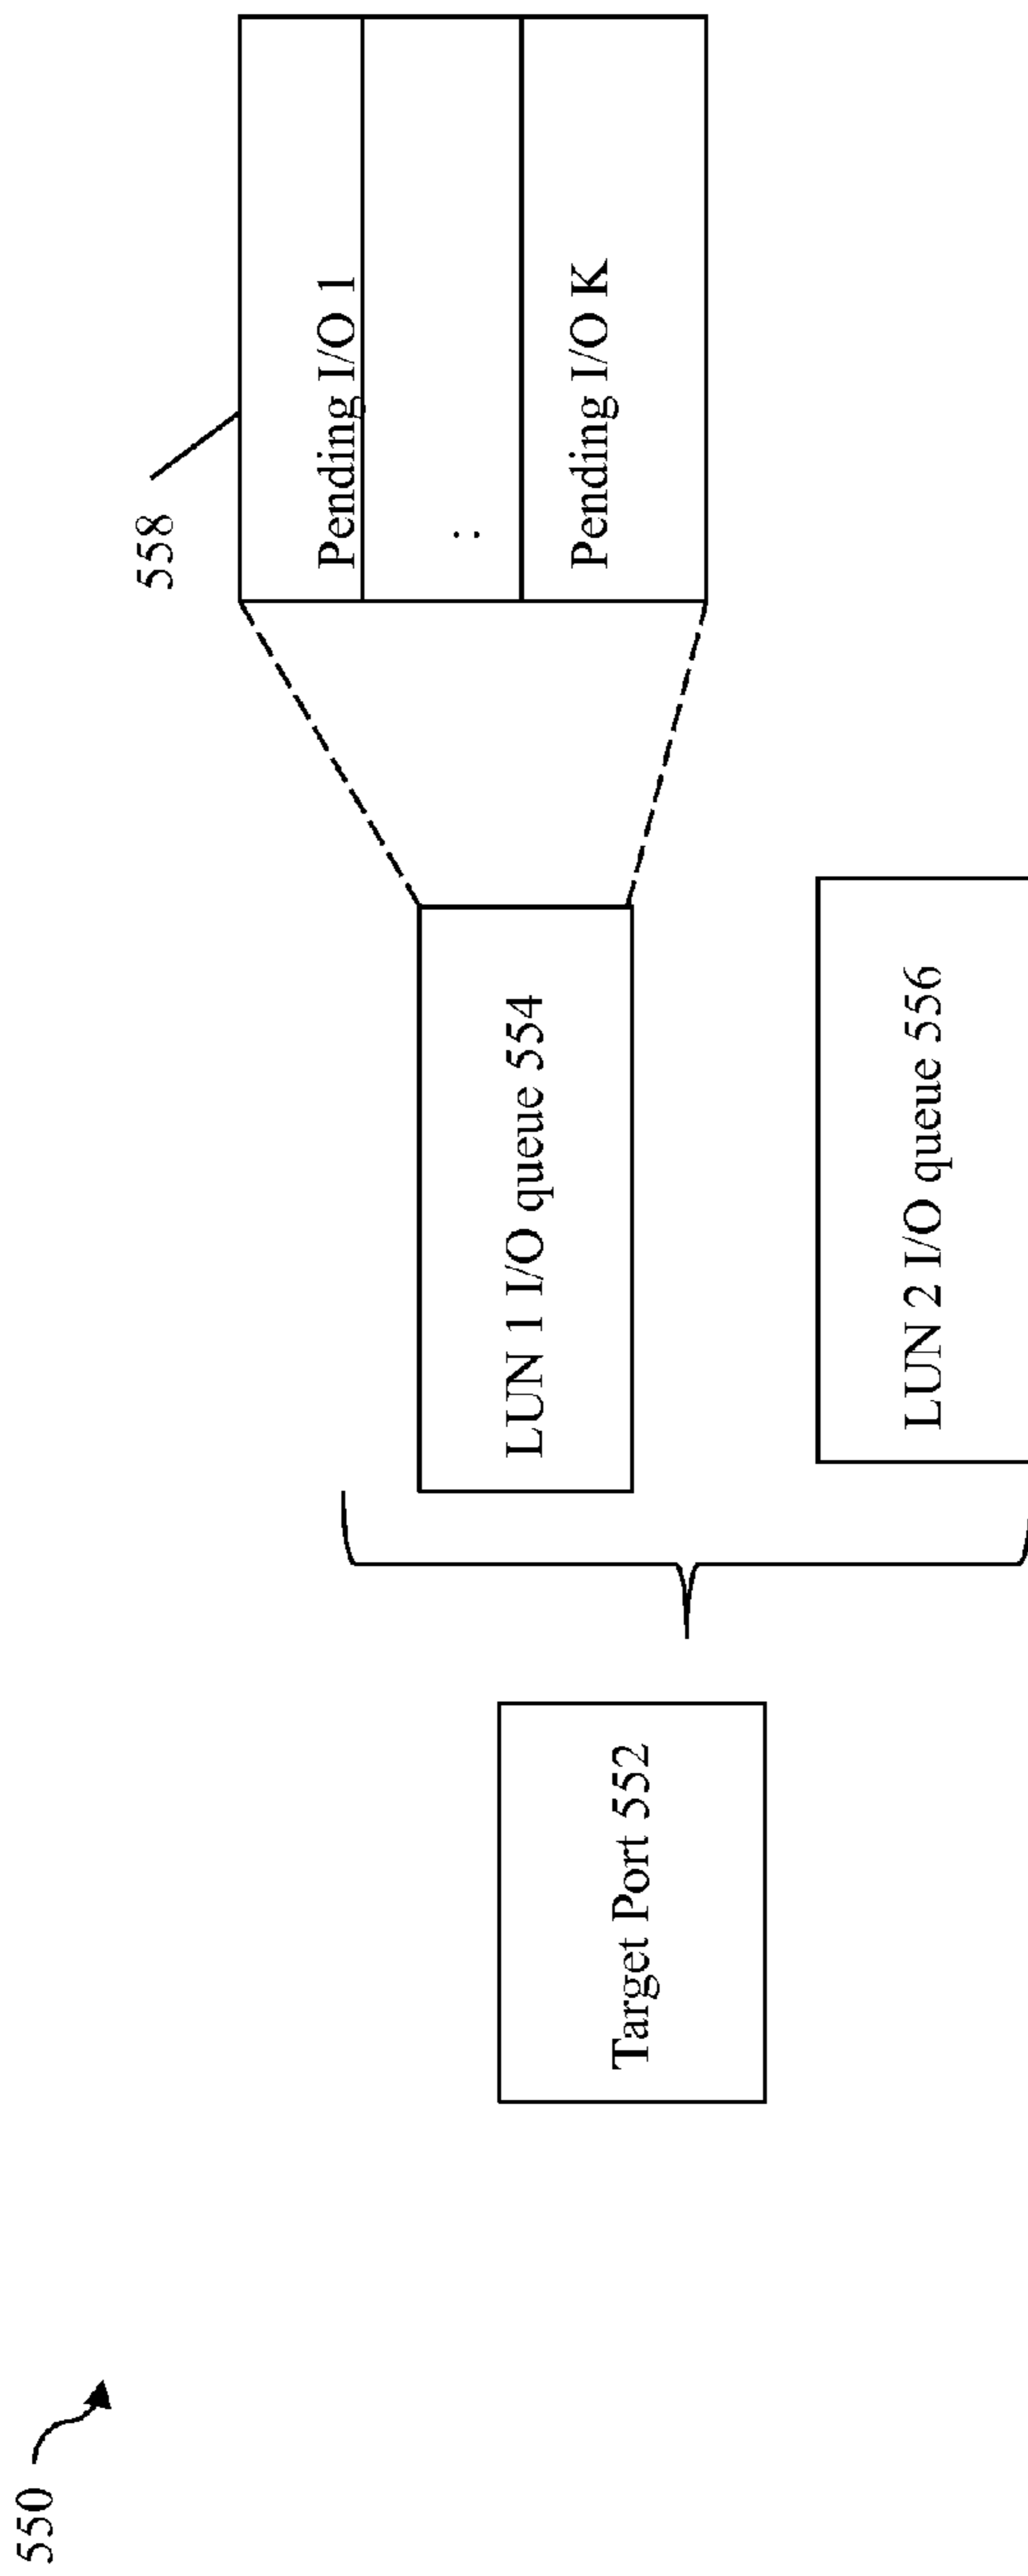 550
558
Pending I/O 1
:
Pending I/O K
LUN 1 I/O queue 554
Target Port 552
LUN 2 I/O queue 556